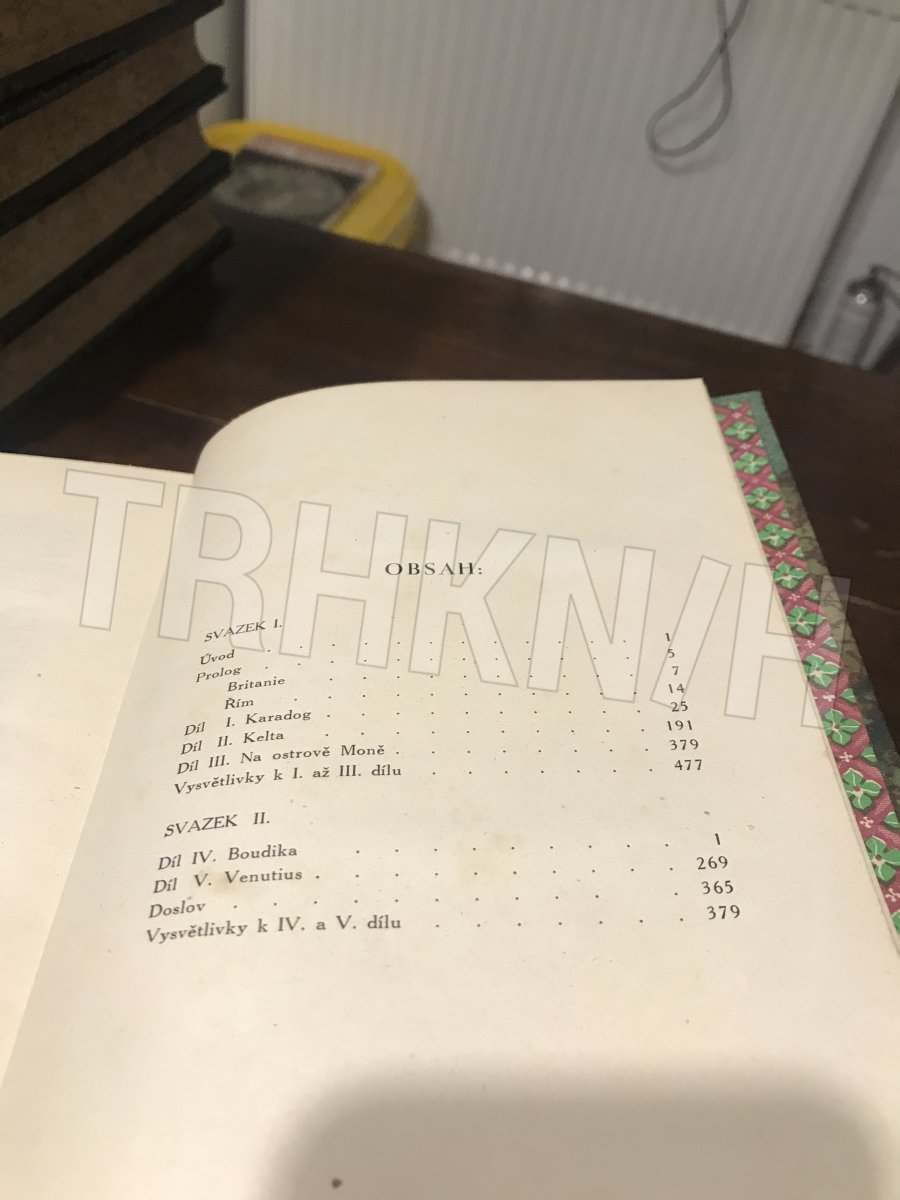 OBSAH:
SVAZEK I.
Úvod . . . . . . . . . . . 1
Prolog . . . . . . . . . . . 5
Britanie . . . . . . . . . 7
Rím . . . . . . . . . . 14
Díl I. Karadog . . . . . . . . . 25
Díl II. Kelta . . . . . . . . . 191
Díl III. Na ostrově Moně . . . . . . . 379
Vysvětlivky k I. až III. dílu . . . . . . 477
SVAZEK II.
Díl IV. Boudika . . . . . . . . . 1
Díl V. Venutius . . . . . . . . . . 269
Doslov . . . . . . . . . . 365
Vysvětlivky k IV. a V. dílu . . . . . . . 379
TRHKN/H